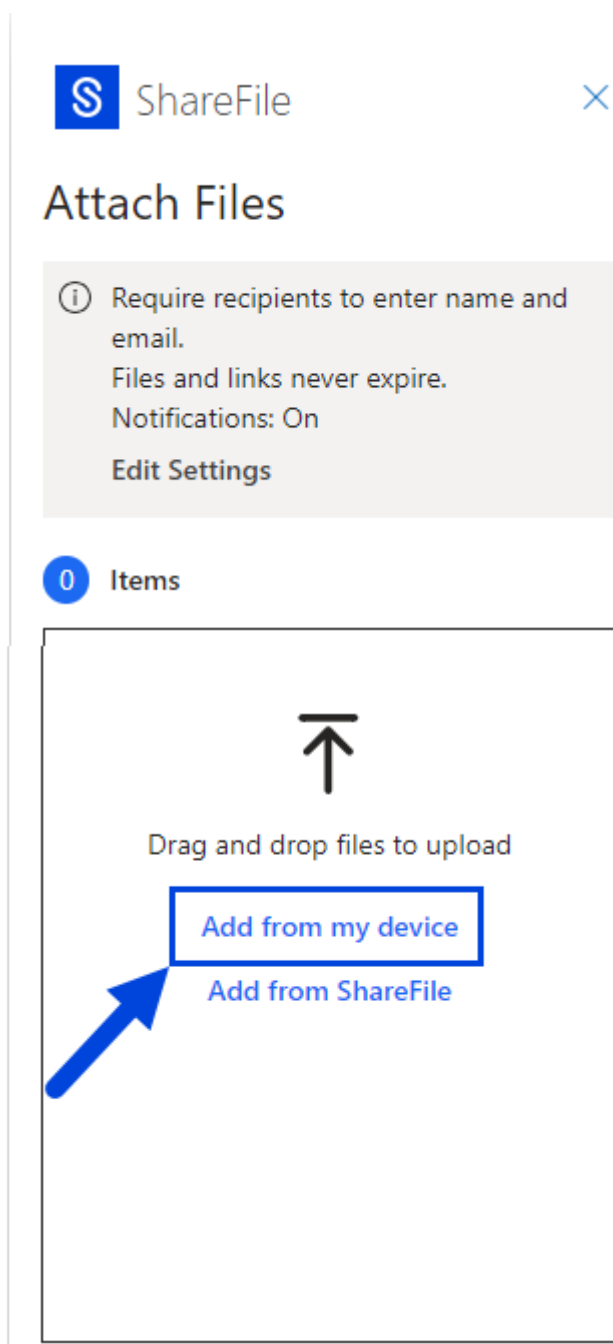 ShareFile
Attach Files
Require recipients to enter name and
email.
Files and links never expire.
Notifications: On
Edit Settings
0 Items
Drag and drop files to upload
Add from my device
Add from ShareFile